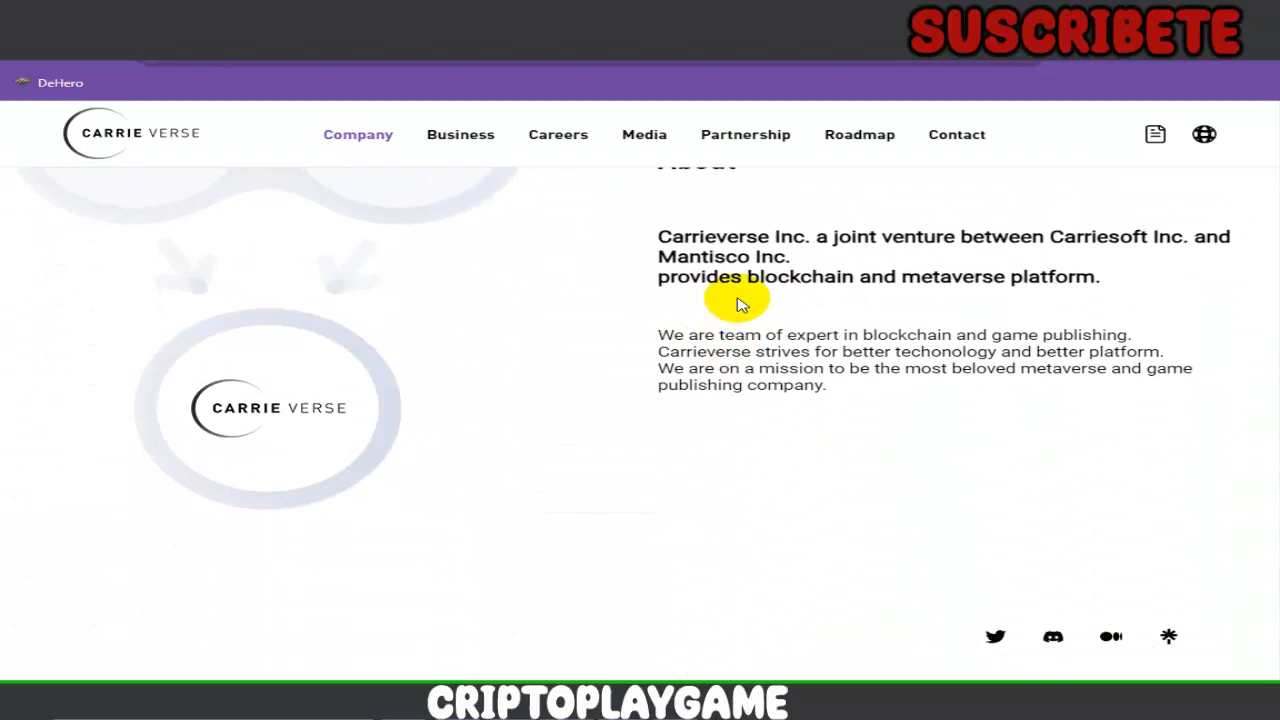 SUSCRIBETE
DeHero
CARRIE VERSE
Company Business Careers Media Partnership Roadmap Contact
About
Carrieverse Inc. a joint venture between Carriesoft Inc. and
Mantisco Inc.
provides blockchain and metaverse platform.
We are team of expert in blockchain and game publishing.
Carrieverse strives for better techonology and better platform.
We are on a mission to be the most beloved metaverse and game
publishing company.
CARRIE VERSE
CRIPTOPLAYGAME